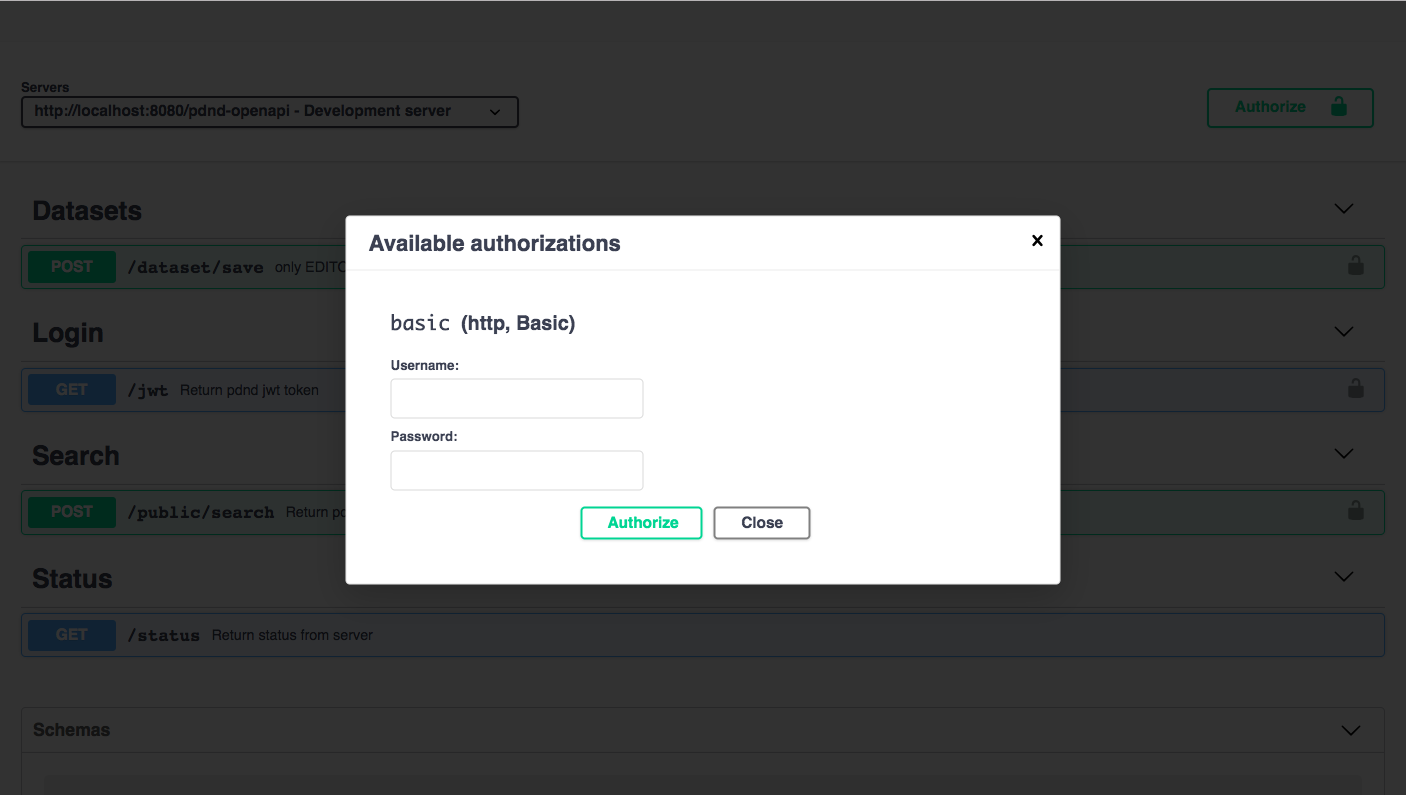 Servers
http://localhost:8080/pdnd-openapi - Development server
Authorize
Datasets
POST /dataset/save only EDITO
Login
GET /jwt Return pdnd jwt token
Search
POST /public/search Return
Status
GET /status Return status from server
Schemas
Available authorizations
x
basic (http, Basic)
Username:
Password:
Authorize Close